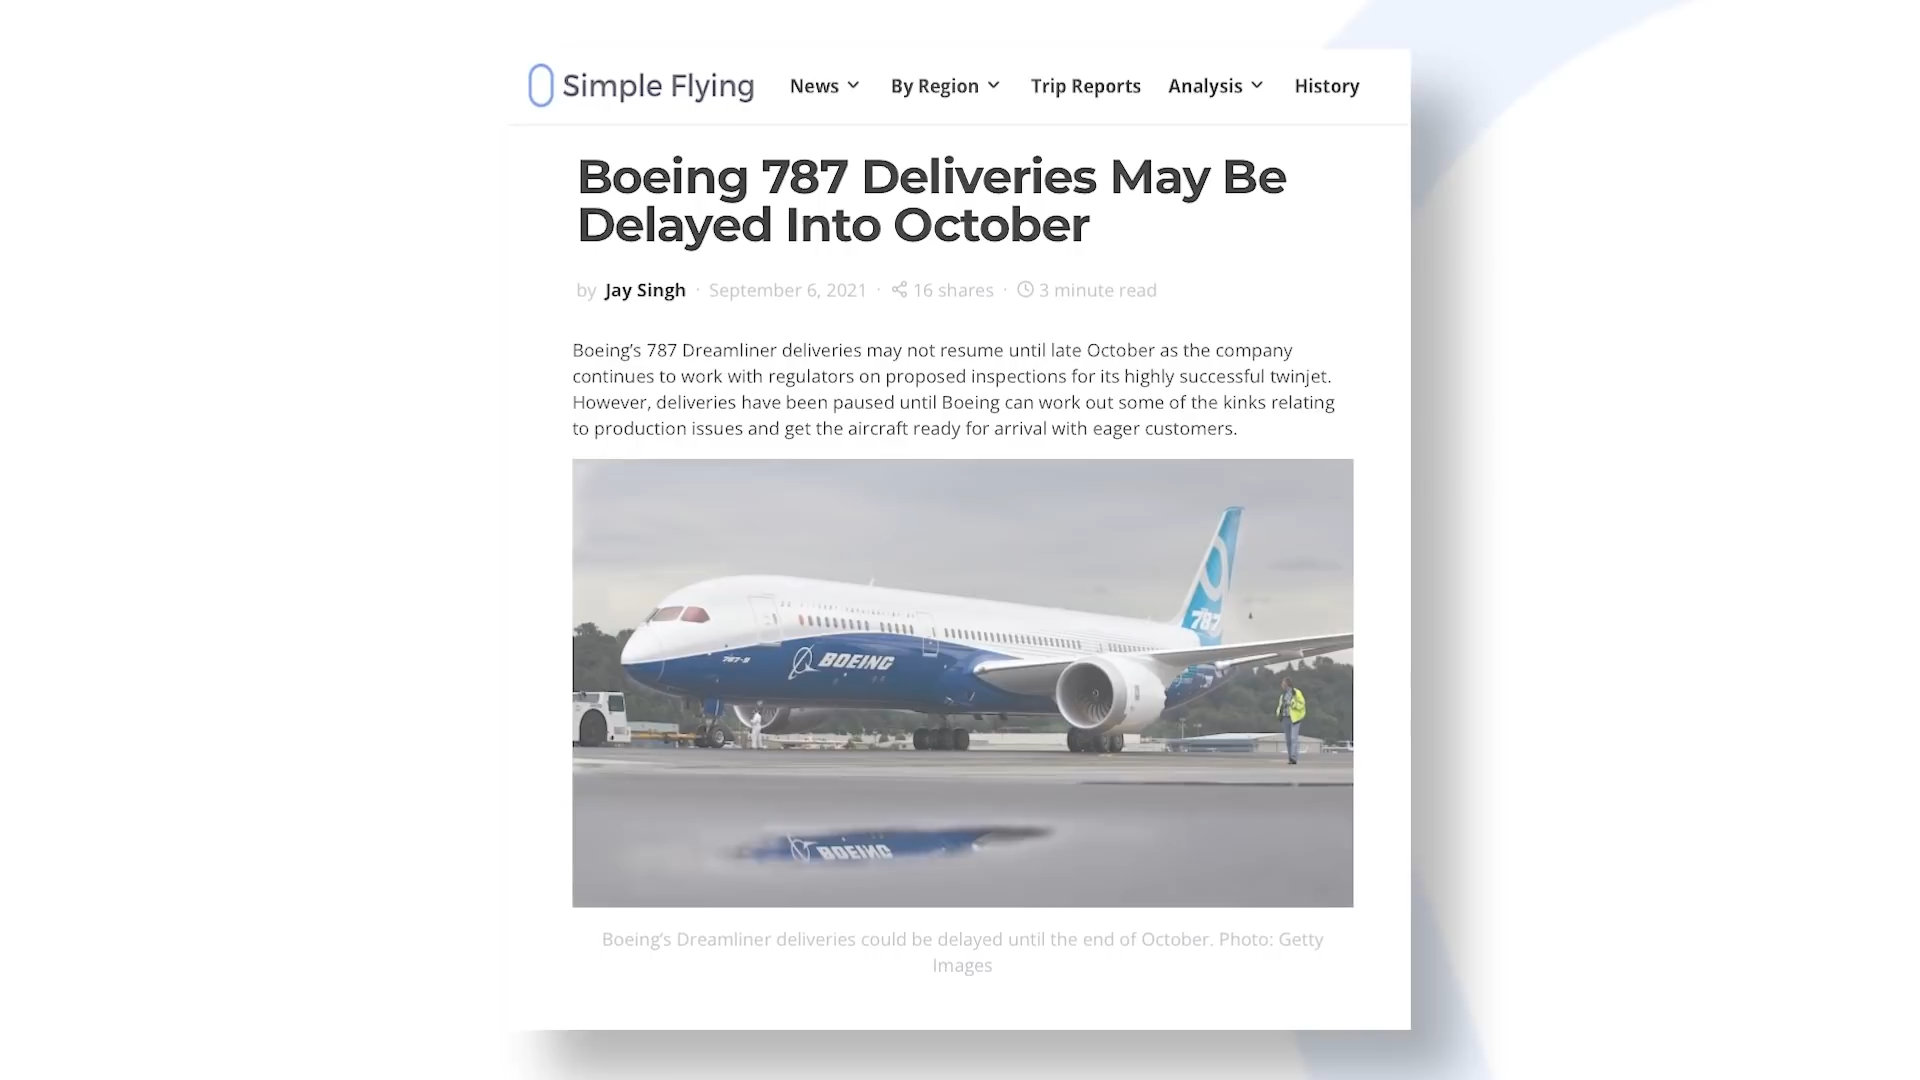 Simple Flying
News
By Region
Trip Reports
Analysis
History
Boeing 787 Deliveries May Be
Delayed Into October
by Jay Singh · September 6, 2021 · 16 shares · 3 minute read
Boeing’s 787 Dreamliner deliveries may not resume until late October as the company
continues to work with regulators on proposed inspections for its highly successful twinjet.
However, deliveries have been paused until Boeing can work out some of the kinks relating
to production issues and get the aircraft ready for arrival with eager customers.
787
787-9
BOEING
BOEING
Boeing’s Dreamliner deliveries could be delayed until the end of October. Photo: Getty
Images